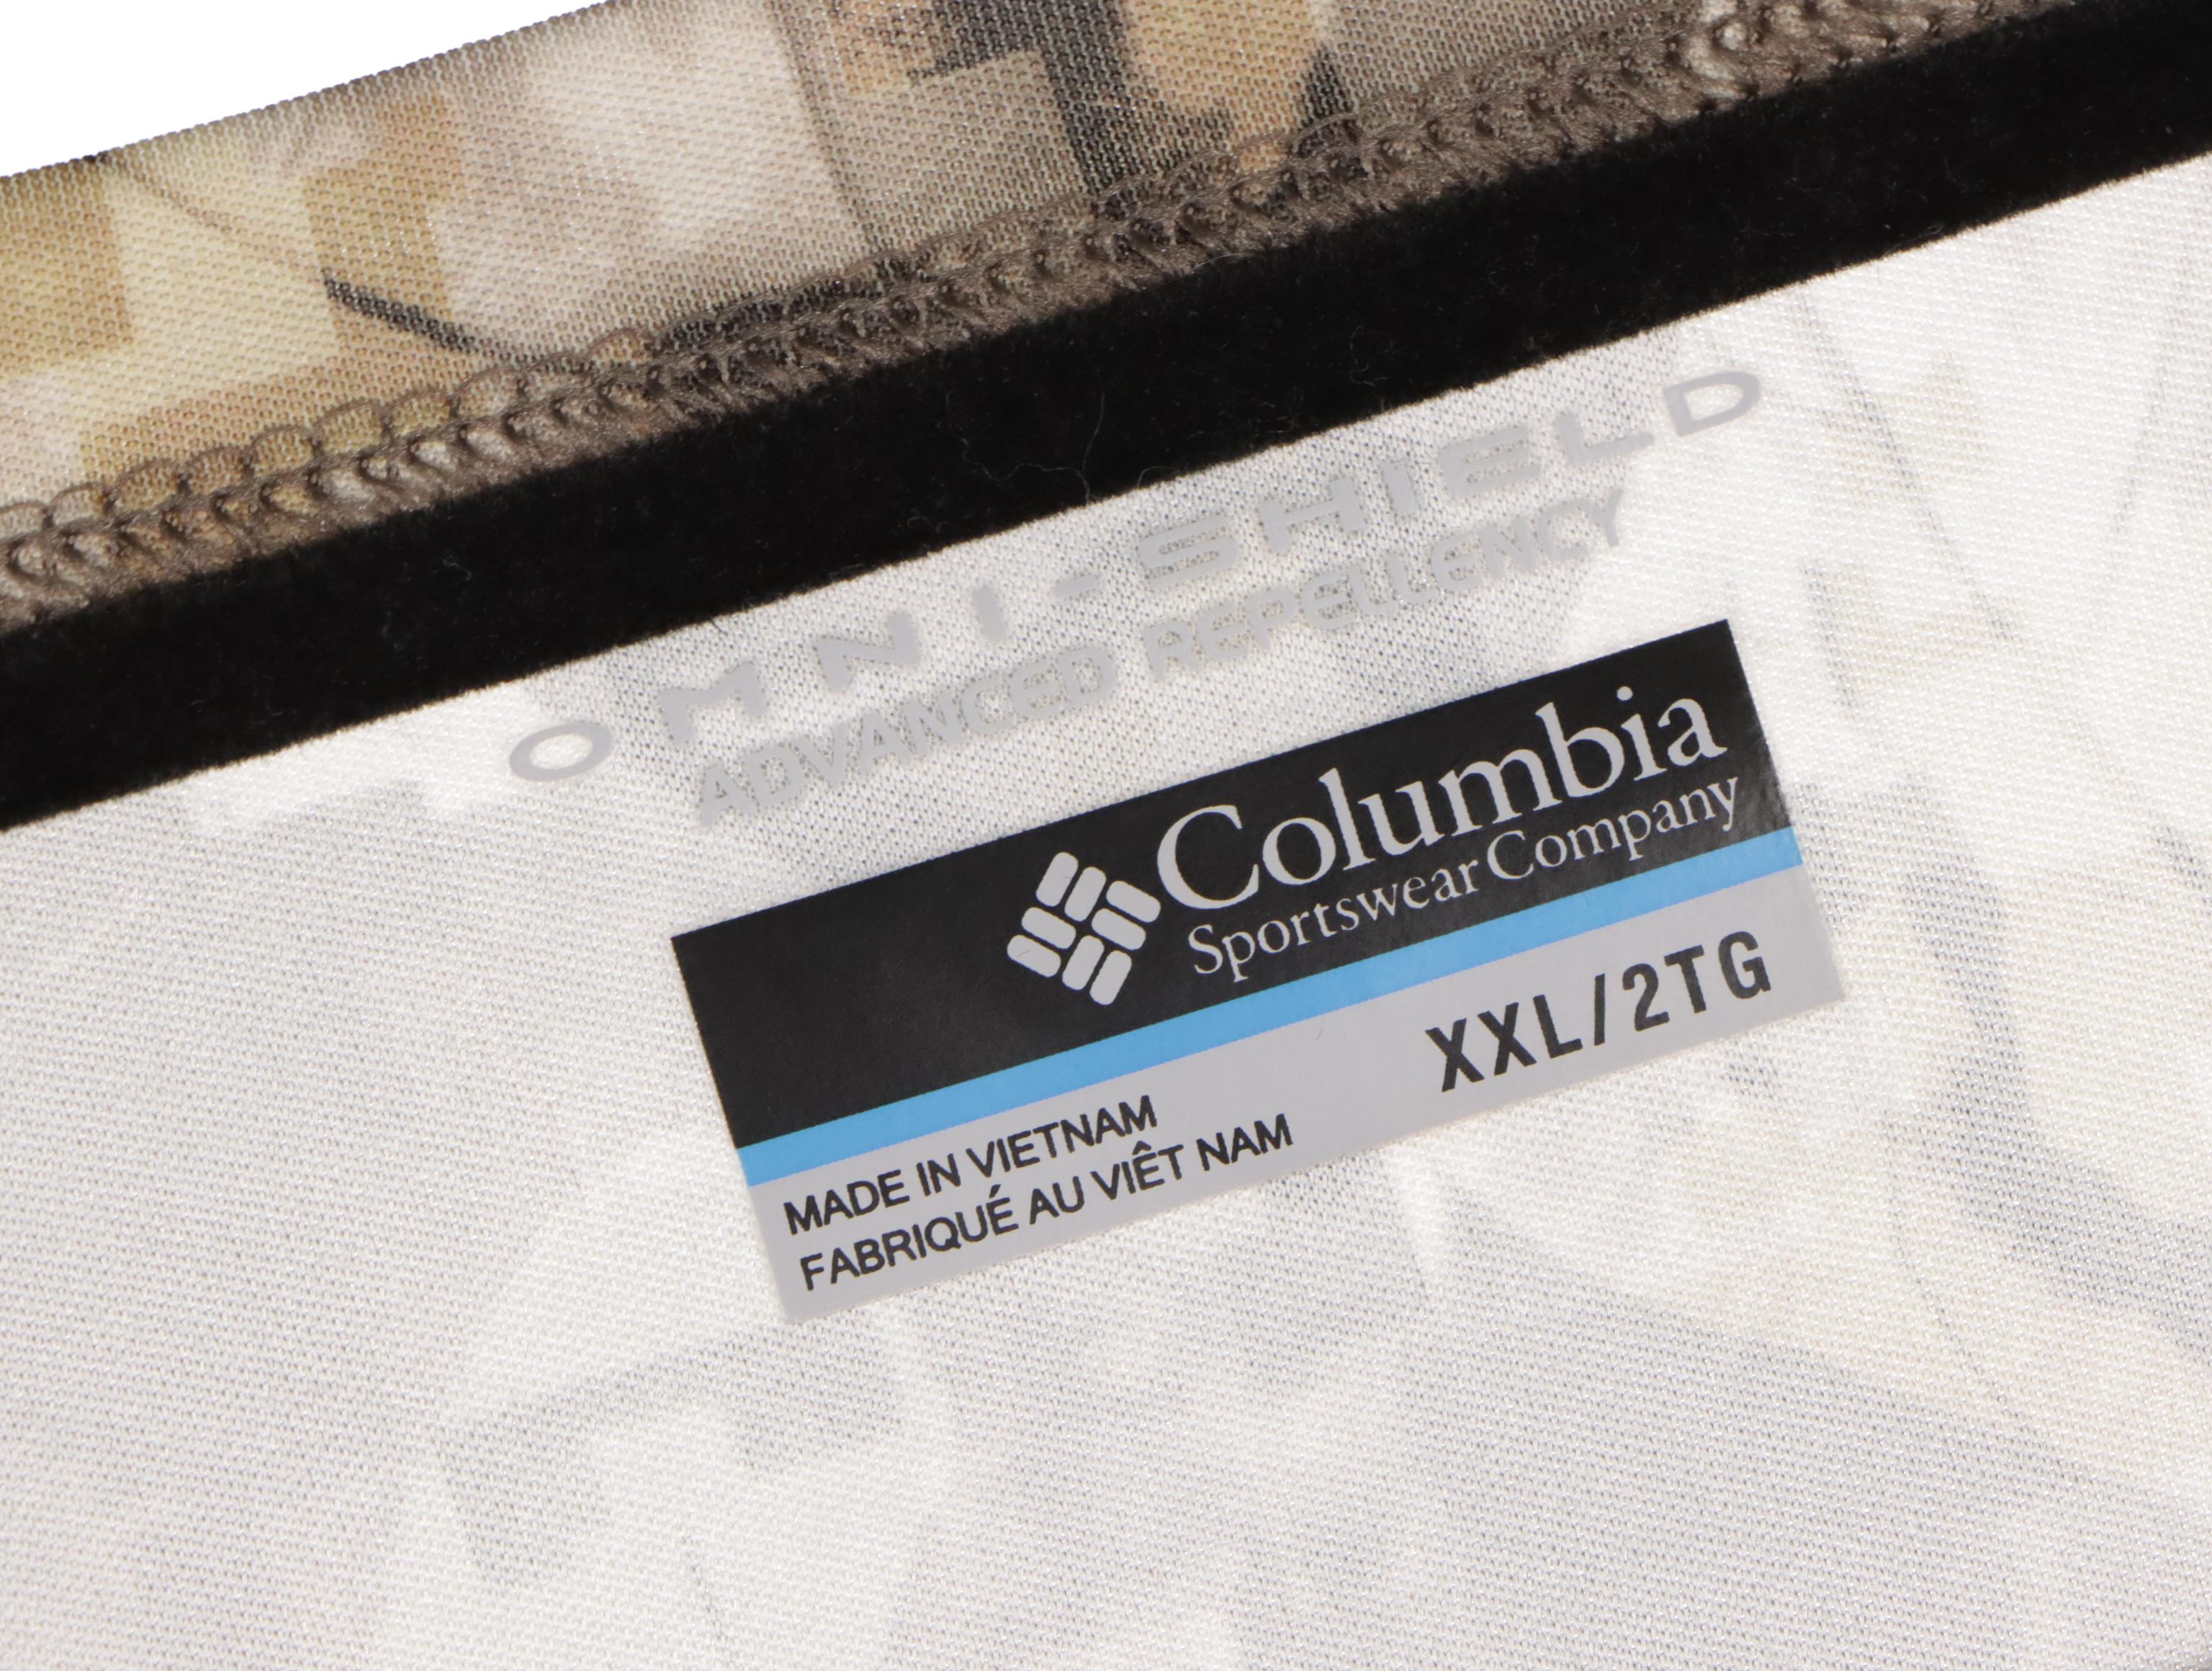 OMNI-SHIELD
ADVANCED REPELLENCY
Columbia
Sportswear Company
XXL/2TG
MADE IN VIETNAM
FABRIQUÉ AU VIÊT NAM